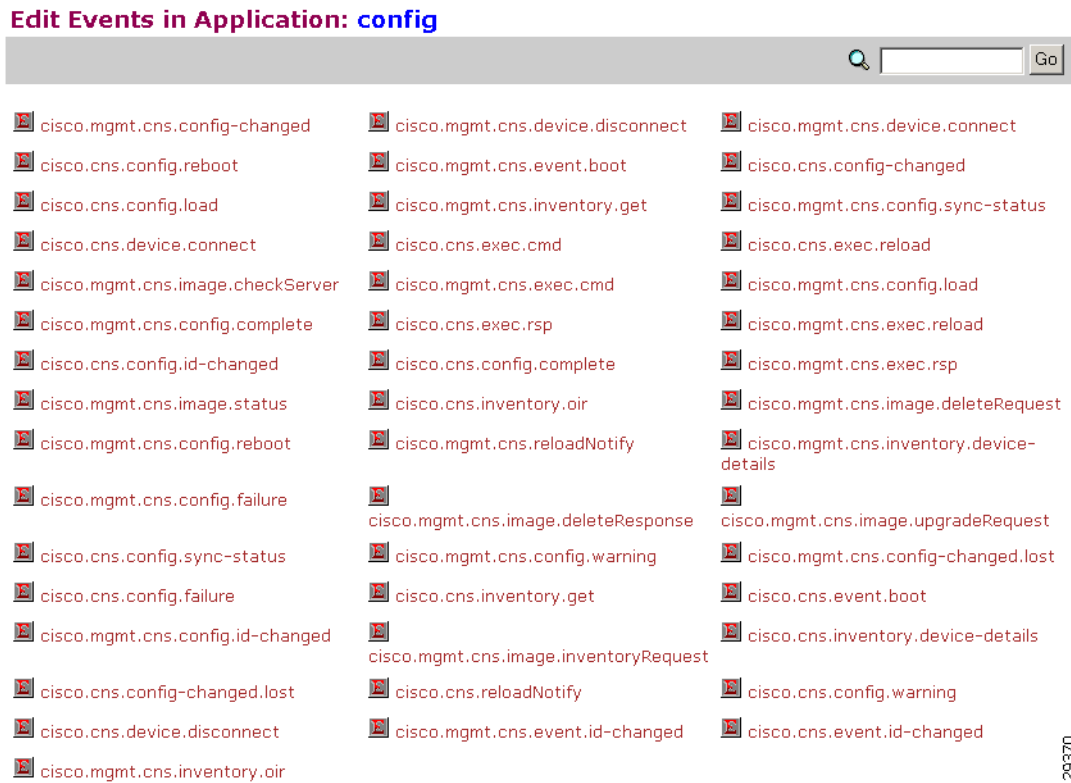 Edit Events in Application: config
Go
cisco.mgmt.cns.config-changed
cisco.mgmt.cns.device.disconnect
cisco.mgmt.cns.device.connect
cisco.cns.config.reboot
cisco.mgmt.cns.event.boot
cisco.cns.config-changed
cisco.cns.config.load
cisco.mgmt.cns.inventory.get
cisco.mgmt.cns.config.sync-status
cisco.cns.device.connect
cisco.cns.exec.cmd
cisco.cns.exec.reload
cisco.mgmt.cns.image.checkServer
cisco.mgmt.cns.exec.cmd
cisco.mgmt.cns.config.load
cisco.mgmt.cns.config.complete
cisco.cns.exec.rsp
cisco.mgmt.cns.exec.reload
cisco.cns.config.id-changed
cisco.cns.config.complete
cisco.mgmt.cns.exec.rsp
cisco.mgmt.cns.image.status
cisco.cns.inventory.oir
cisco.mgmt.cns.image.deleteRequest
cisco.mgmt.cns.config.reboot
cisco.mgmt.cns.reloadNotify
cisco.mgmt.cns.inventory.device-
details
cisco.mgmt.cns.config.failure
cisco.mgmt.cns.image.deleteResponse
cisco.mgmt.cns.image.upgradeRequest
cisco.cns.config.sync-status
cisco.mgmt.cns.config.warning
cisco.mgmt.cns.config-changed.lost
cisco.cns.config.failure
cisco.cns.inventory.get
cisco.cns.event.boot
cisco.mgmt.cns.config.id-changed
cisco.mgmt.cns.image.inventoryRequest
cisco.cns.inventory.device-details
cisco.cns.config-changed.lost
cisco.cns.reloadNotify
cisco.cns.config.warning
cisco.cns.device.disconnect
cisco.mgmt.cns.event.id-changed
cisco.cns.event.id-changed
cisco.mgmt.cns.inventory.oir